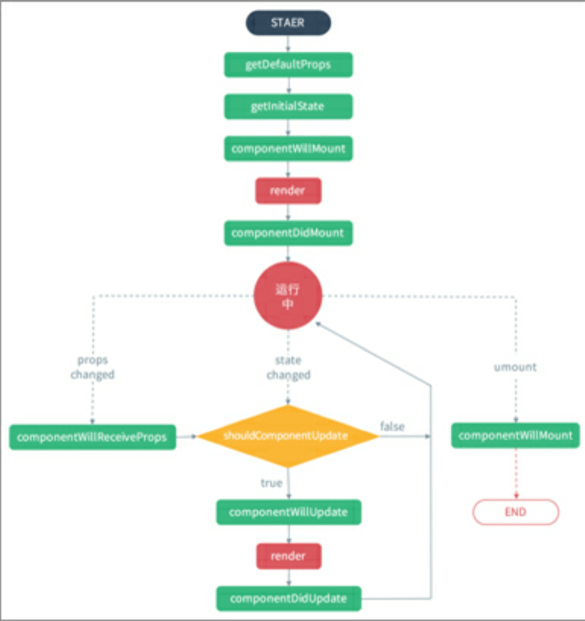 STAER
getDefaultProps
getInitialState
componentWillMount
render
componentDidMount
运行
中
props
changed
state
changed
umount
componentWillReceiveProps
shouldComponentUpdate
false
componentWillMount
true
componentWillUpdate
END
render
componentDidUpdate